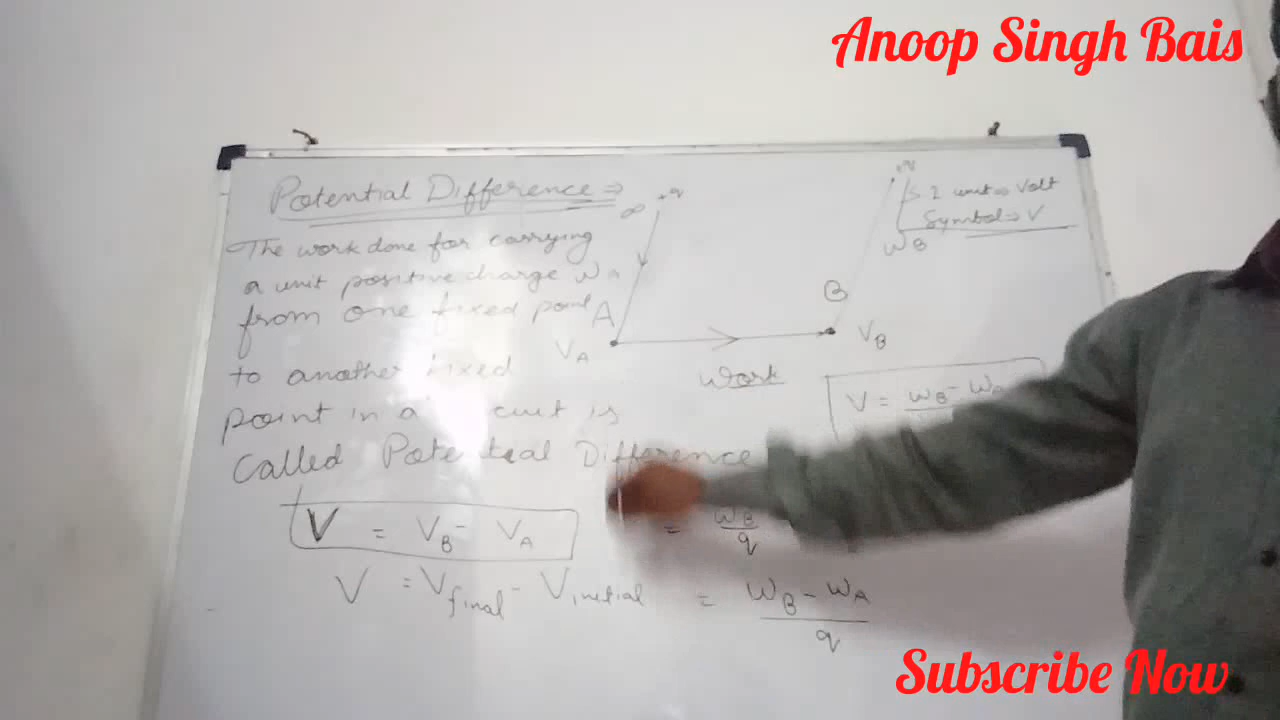 Anoop Singh Bais
Potential Difference ⇒
∞ +q
+q
S I unit ⇒ Volt
Symbol ⇒ V
WB
The work done for carrying
a unit positive charge
from one fixed point
to another fixed
point in a is
Called Potential Difference
A
VA
B
VB
Work
V = WB - WA
V = VB - VA
= WB
q
V = Vfinal - Vinitial
= WB - WA
q
Subscribe Now